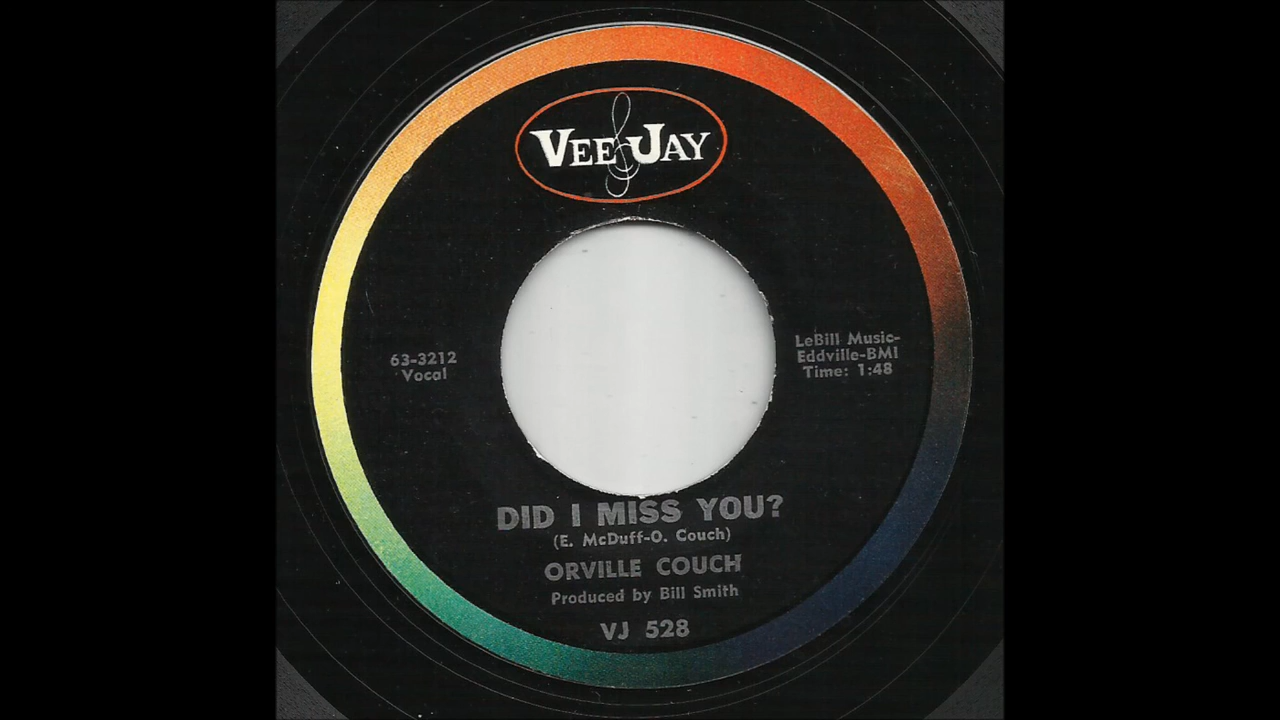 VEE JAY
63-3212
Vocal
LeBill Music-
Eddville-BMI
Time: 1:48
DID I MISS YOU?
(E. McDuff-O. Couch)
ORVILLE COUCH
Produced by Bill Smith
VJ 528